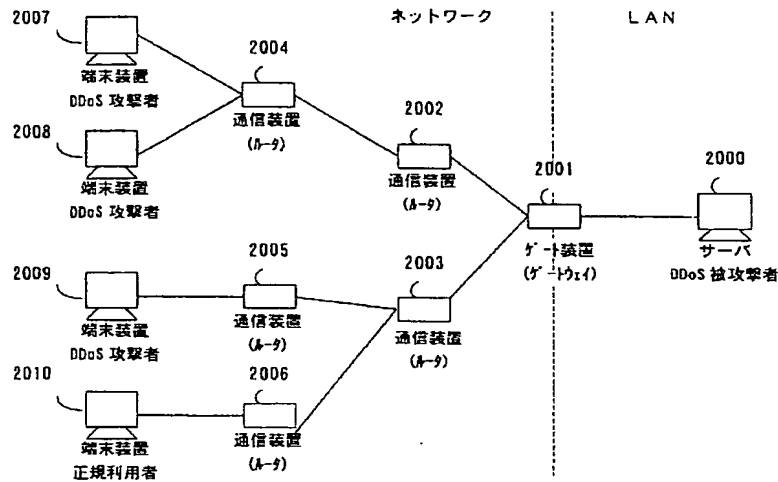 ネットワーク
LAN
2007
端末装置
DDoS 攻撃者
2004
通信装置
(ルータ)
2008
端末装置
DDoS 攻撃者
2002
通信装置
(ルータ)
2001
ゲート装置
(ゲートウェイ)
2000
サーバ
DDoS 被攻撃者
2009
端末装置
DDoS 攻撃者
2005
通信装置
(ルータ)
2003
通信装置
(ルータ)
2010
端末装置
正規利用者
2006
通信装置
(ルータ)